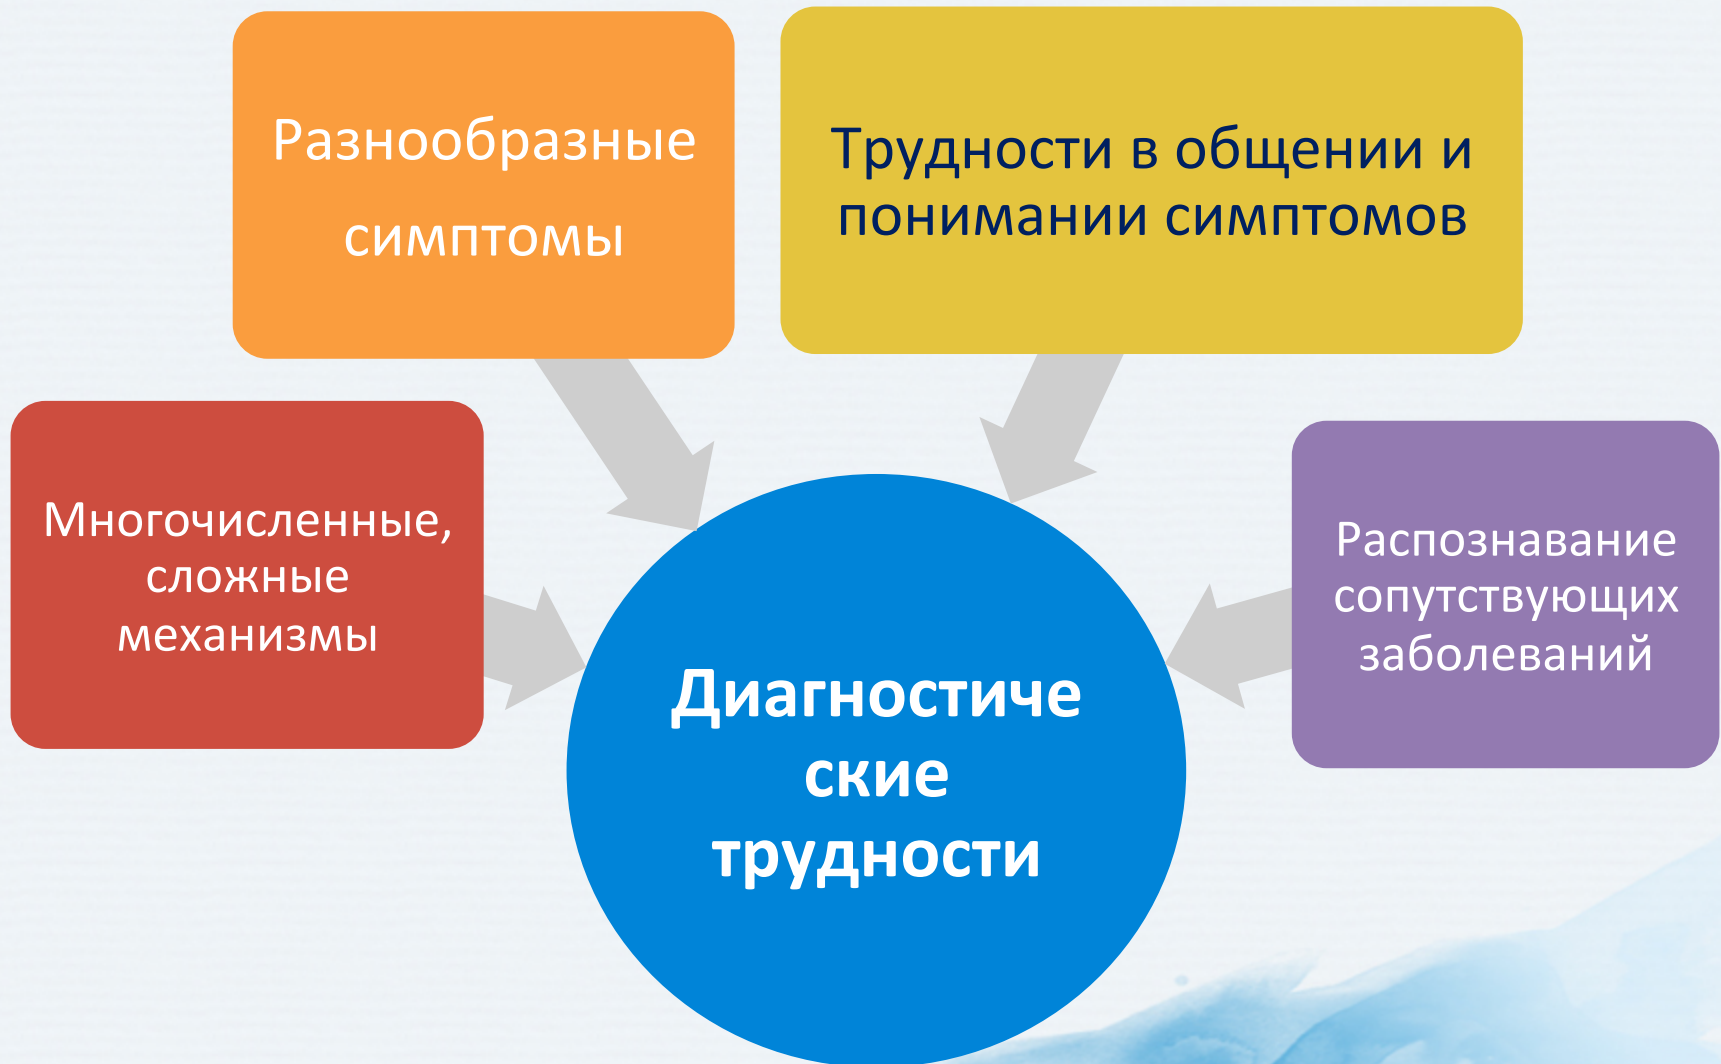 Разнообразные
симптомы
Трудности в общении и
понимании симптомов
Многочисленные,
сложные
механизмы
Распознавание
сопутствующих
заболеваний
Диагностиче
ские
трудности